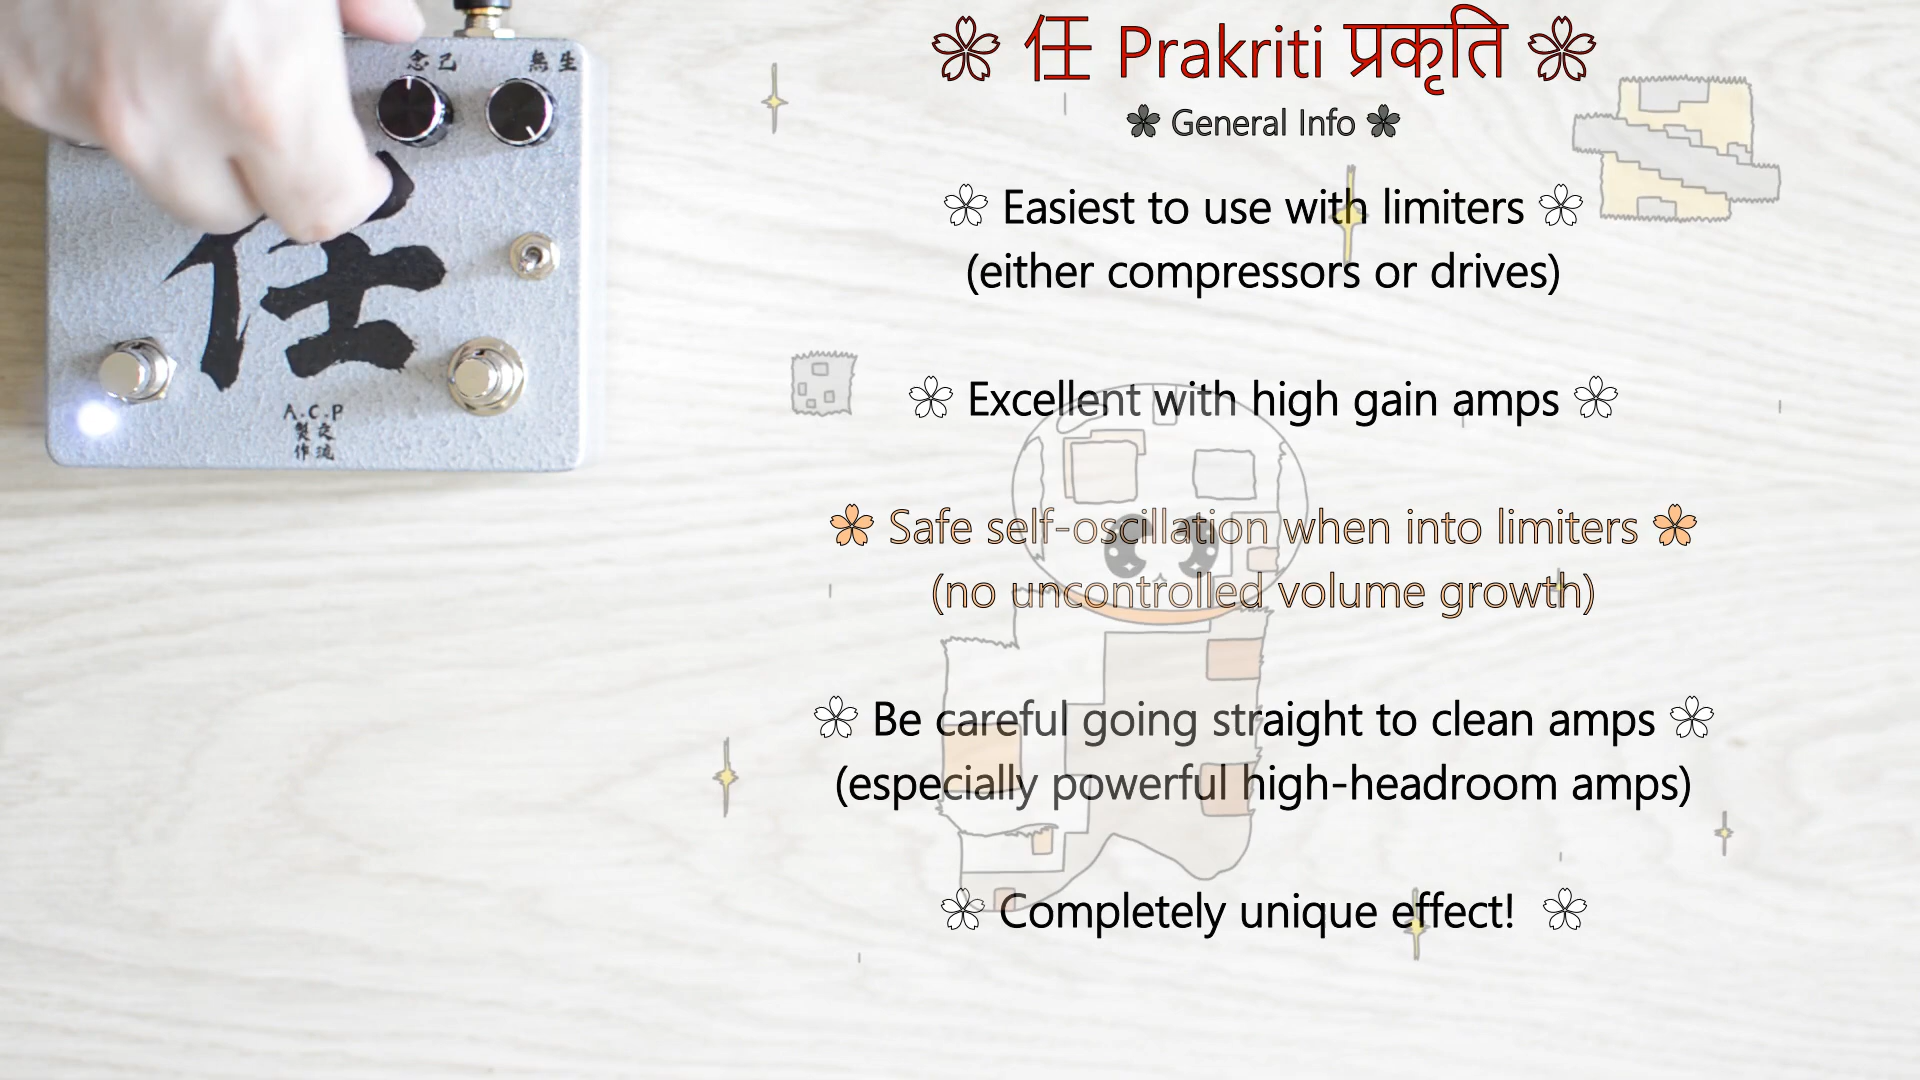 念己 無生
任
A.C.P
製 交
作 流
❀ 任 Prakriti प्रकृति ❀
✿ General Info ✿
❀ Easiest to use with limiters ❀
(either compressors or drives)
❀ Excellent with high gain amps ❀
✿ Safe self-oscillation when into limiters ✿
(no uncontrolled volume growth)
❀ Be careful going straight to clean amps ❀
(especially powerful high-headroom amps)
❀ Completely unique effect! ❀